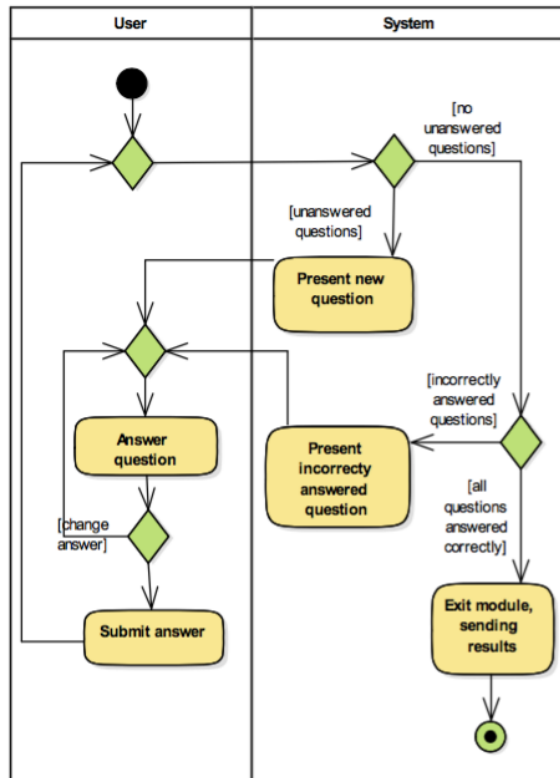 User
System
[no
unanswered
questions]
[unanswered
questions]
Present new
question
[incorrectly
answered
questions]
Answer
question
Present
incorrecty
answered
question
[all
questions
answered
correctly]
[change
answer]
Submit answer
Exit module,
sending
results